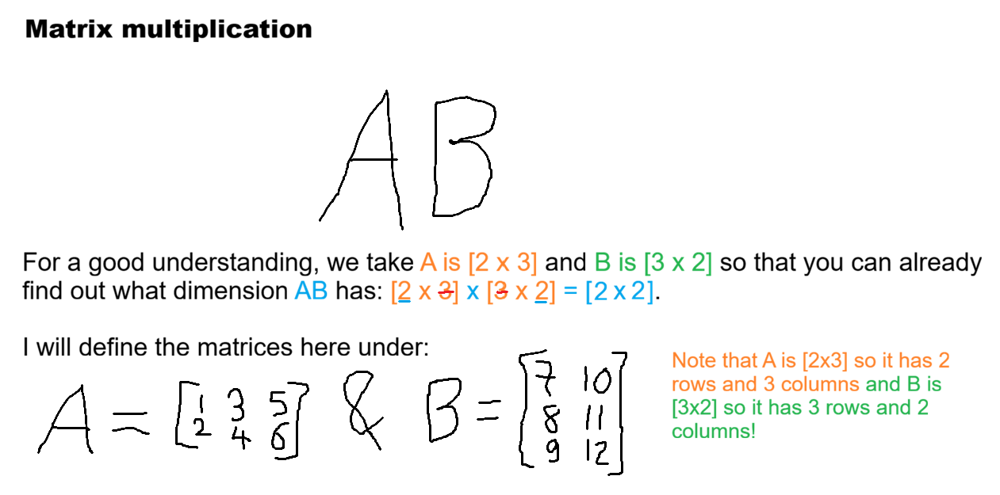 Matrix multiplication
AB
For a good understanding, we take A is [2 x 3] and B is [3 x 2] so that you can already
find out what dimension AB has: [2 x 3] x [3 x 2] = [2 x 2].
I will define the matrices here under:
A = [1 3 5 & B = [7 10
2 4 6] 8 11
9 12]
Note that A is [2x3] so it has 2
rows and 3 columns and B is
[3x2] so it has 3 rows and 2
columns!